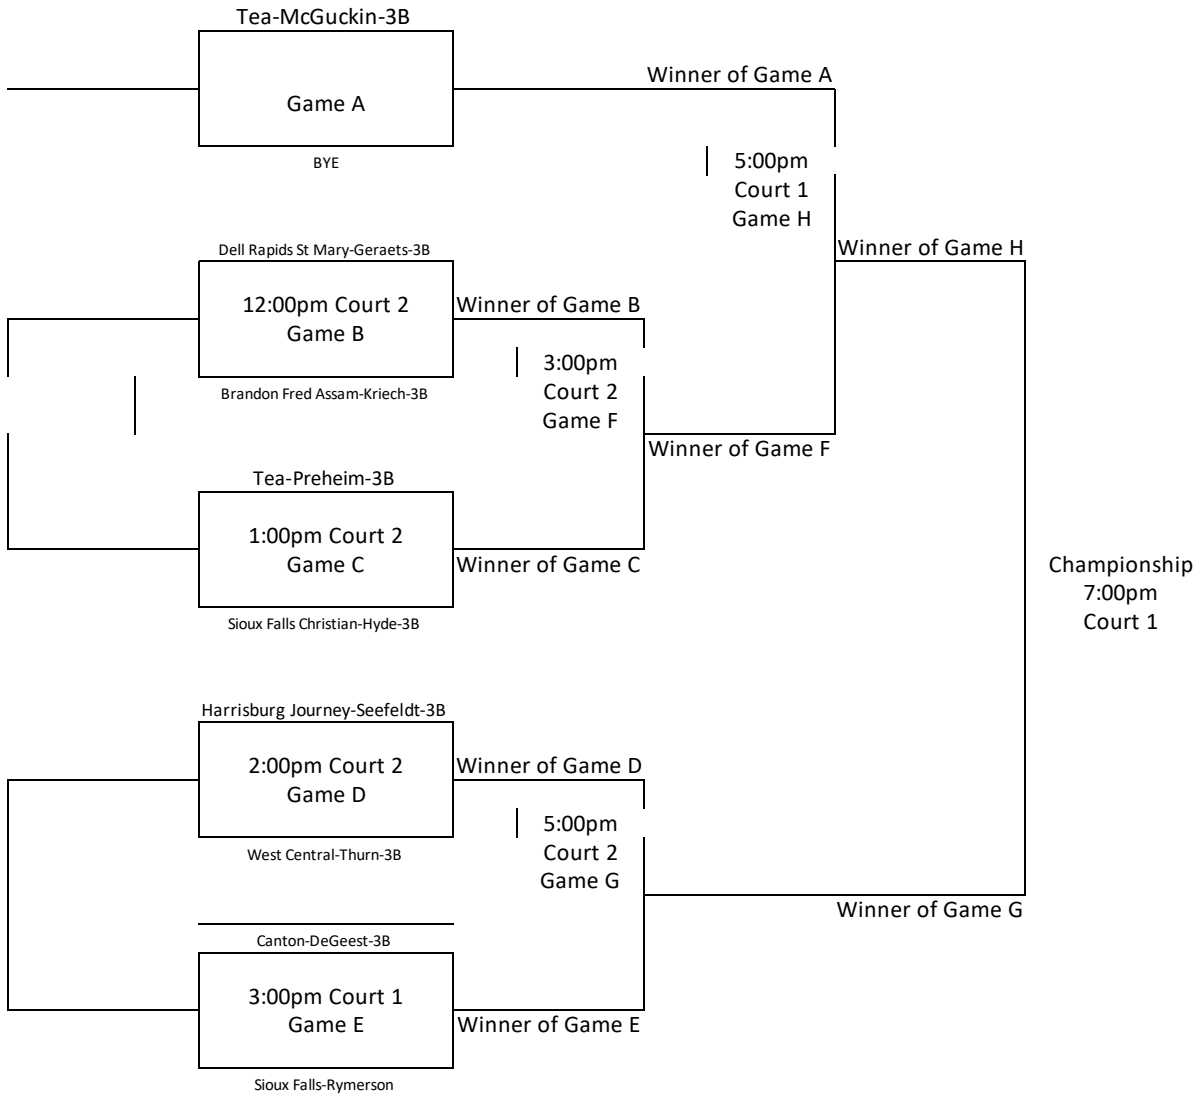 Tea-McGuckin-3B
Winner of Game A
Game A
BYE
5:00pm
Court 1
Game H
Dell Rapids St Mary-Geraets-3B
Winner of Game H
12:00pm Court 2
Game B
Winner of Game B
3:00pm
Court 2
Game F
Brandon Fred Assam-Kriech-3B
Winner of Game F
Tea-Preheim-3B
1:00pm Court 2
Game C
Winner of Game C
Sioux Falls Christian-Hyde-3B
Championship
7:00pm
Court 1
Harrisburg Journey-Seefeldt-3B
2:00pm Court 2
Game D
Winner of Game D
5:00pm
Court 2
Game G
West Central-Thurn-3B
Winner of Game G
Canton-DeGeest-3B
3:00pm Court 1
Game E
Winner of Game E
Sioux Falls-Rymerson